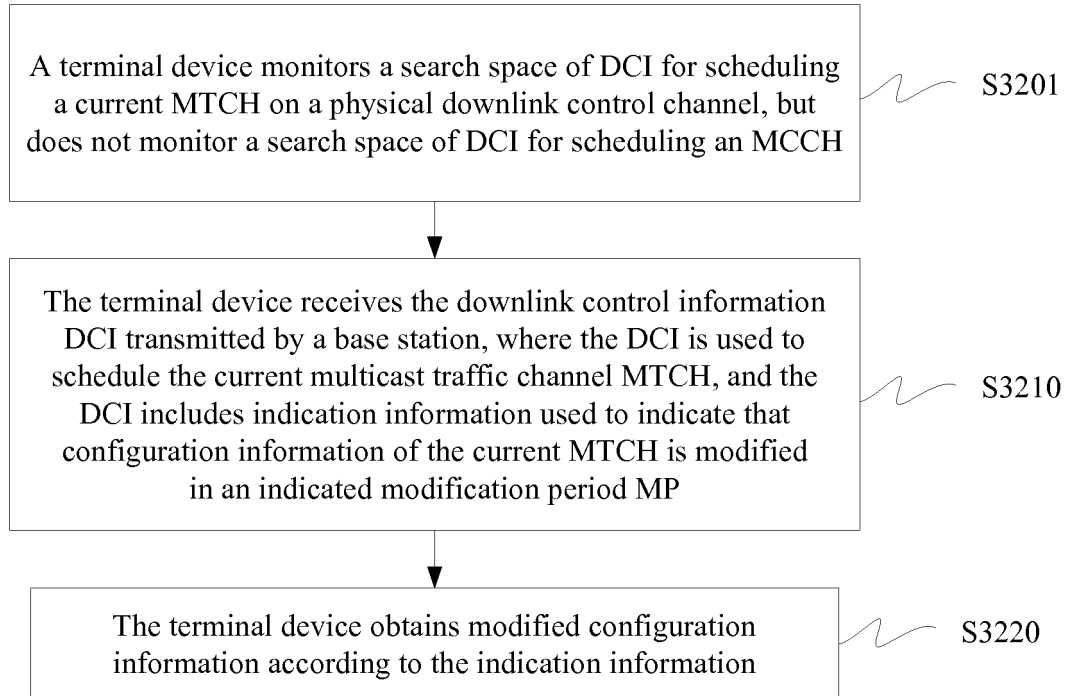 A terminal device monitors a search space of DCI for scheduling
a current MTCH on a physical downlink control channel, but
does not monitor a search space of DCI for scheduling an MCCH
S3201
The terminal device receives the downlink control information
DCI transmitted by a base station, where the DCI is used to
schedule the current multicast traffic channel MTCH, and the
DCI includes indication information used to indicate that
configuration information of the current MTCH is modified
in an indicated modification period MP
S3210
The terminal device obtains modified configuration
information according to the indication information
S3220